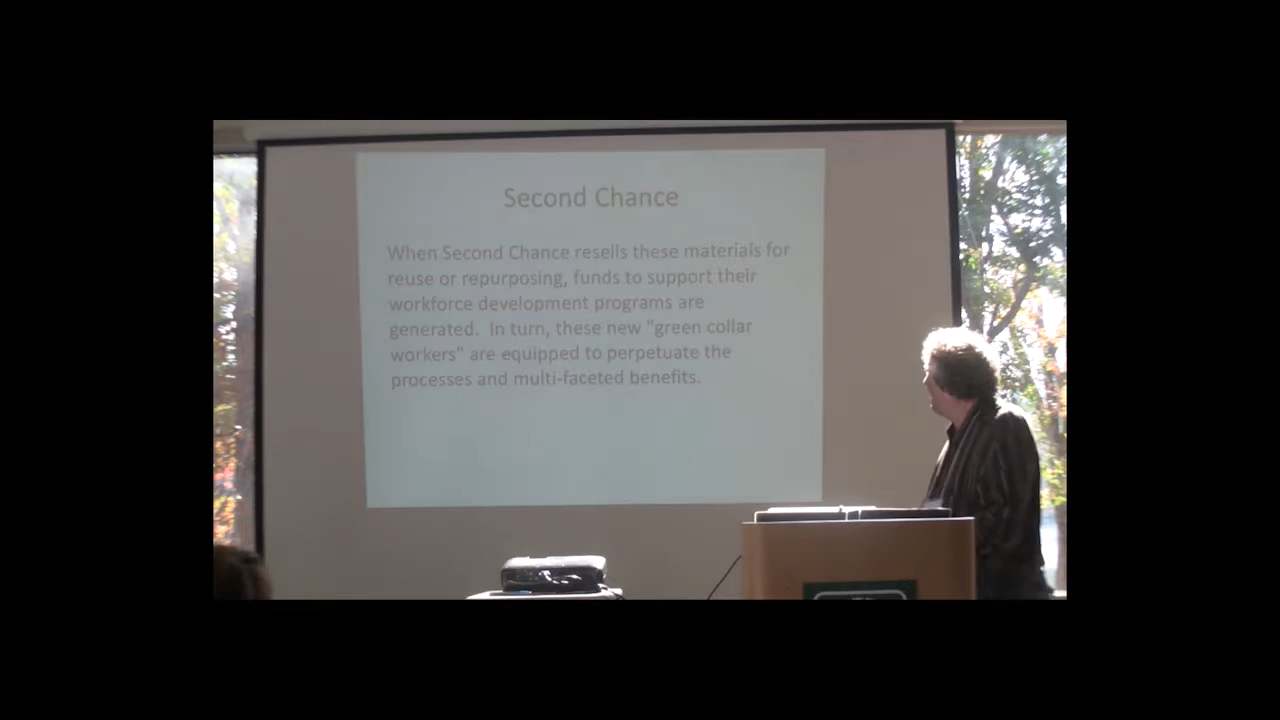 Second Chance
When Second Chance resells these materials for
reuse or repurposing, funds to support their
workforce development programs are
generated.  In turn, these new "green collar
workers" are equipped to perpetuate the
processes and multi-faceted benefits.